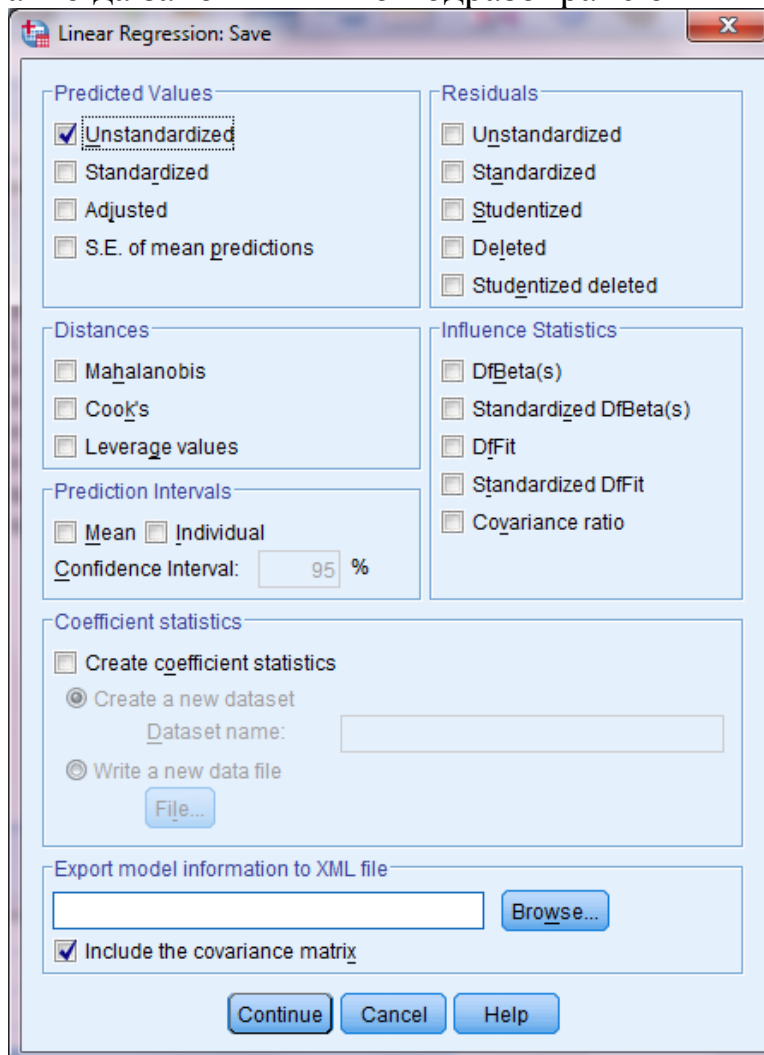 Linear Regression: Save
Predicted Values
Unstandardized
Standardized
Adjusted
S.E. of mean predictions
Residuals
Unstandardized
Standardized
Studentized
Deleted
Studentized deleted
Distances
Mahalanobis
Cook's
Leverage values
Influence Statistics
DfBeta(s)
Standardized DfBeta(s)
DfFit
Standardized DfFit
Covariance ratio
Prediction Intervals
Mean Individual
Confidence Interval: 95 %
Coefficient statistics
Create coefficient statistics
Create a new dataset
Dataset name:
Write a new data file
File...
Export model information to XML file
Browse...
Include the covariance matrix
Continue Cancel Help